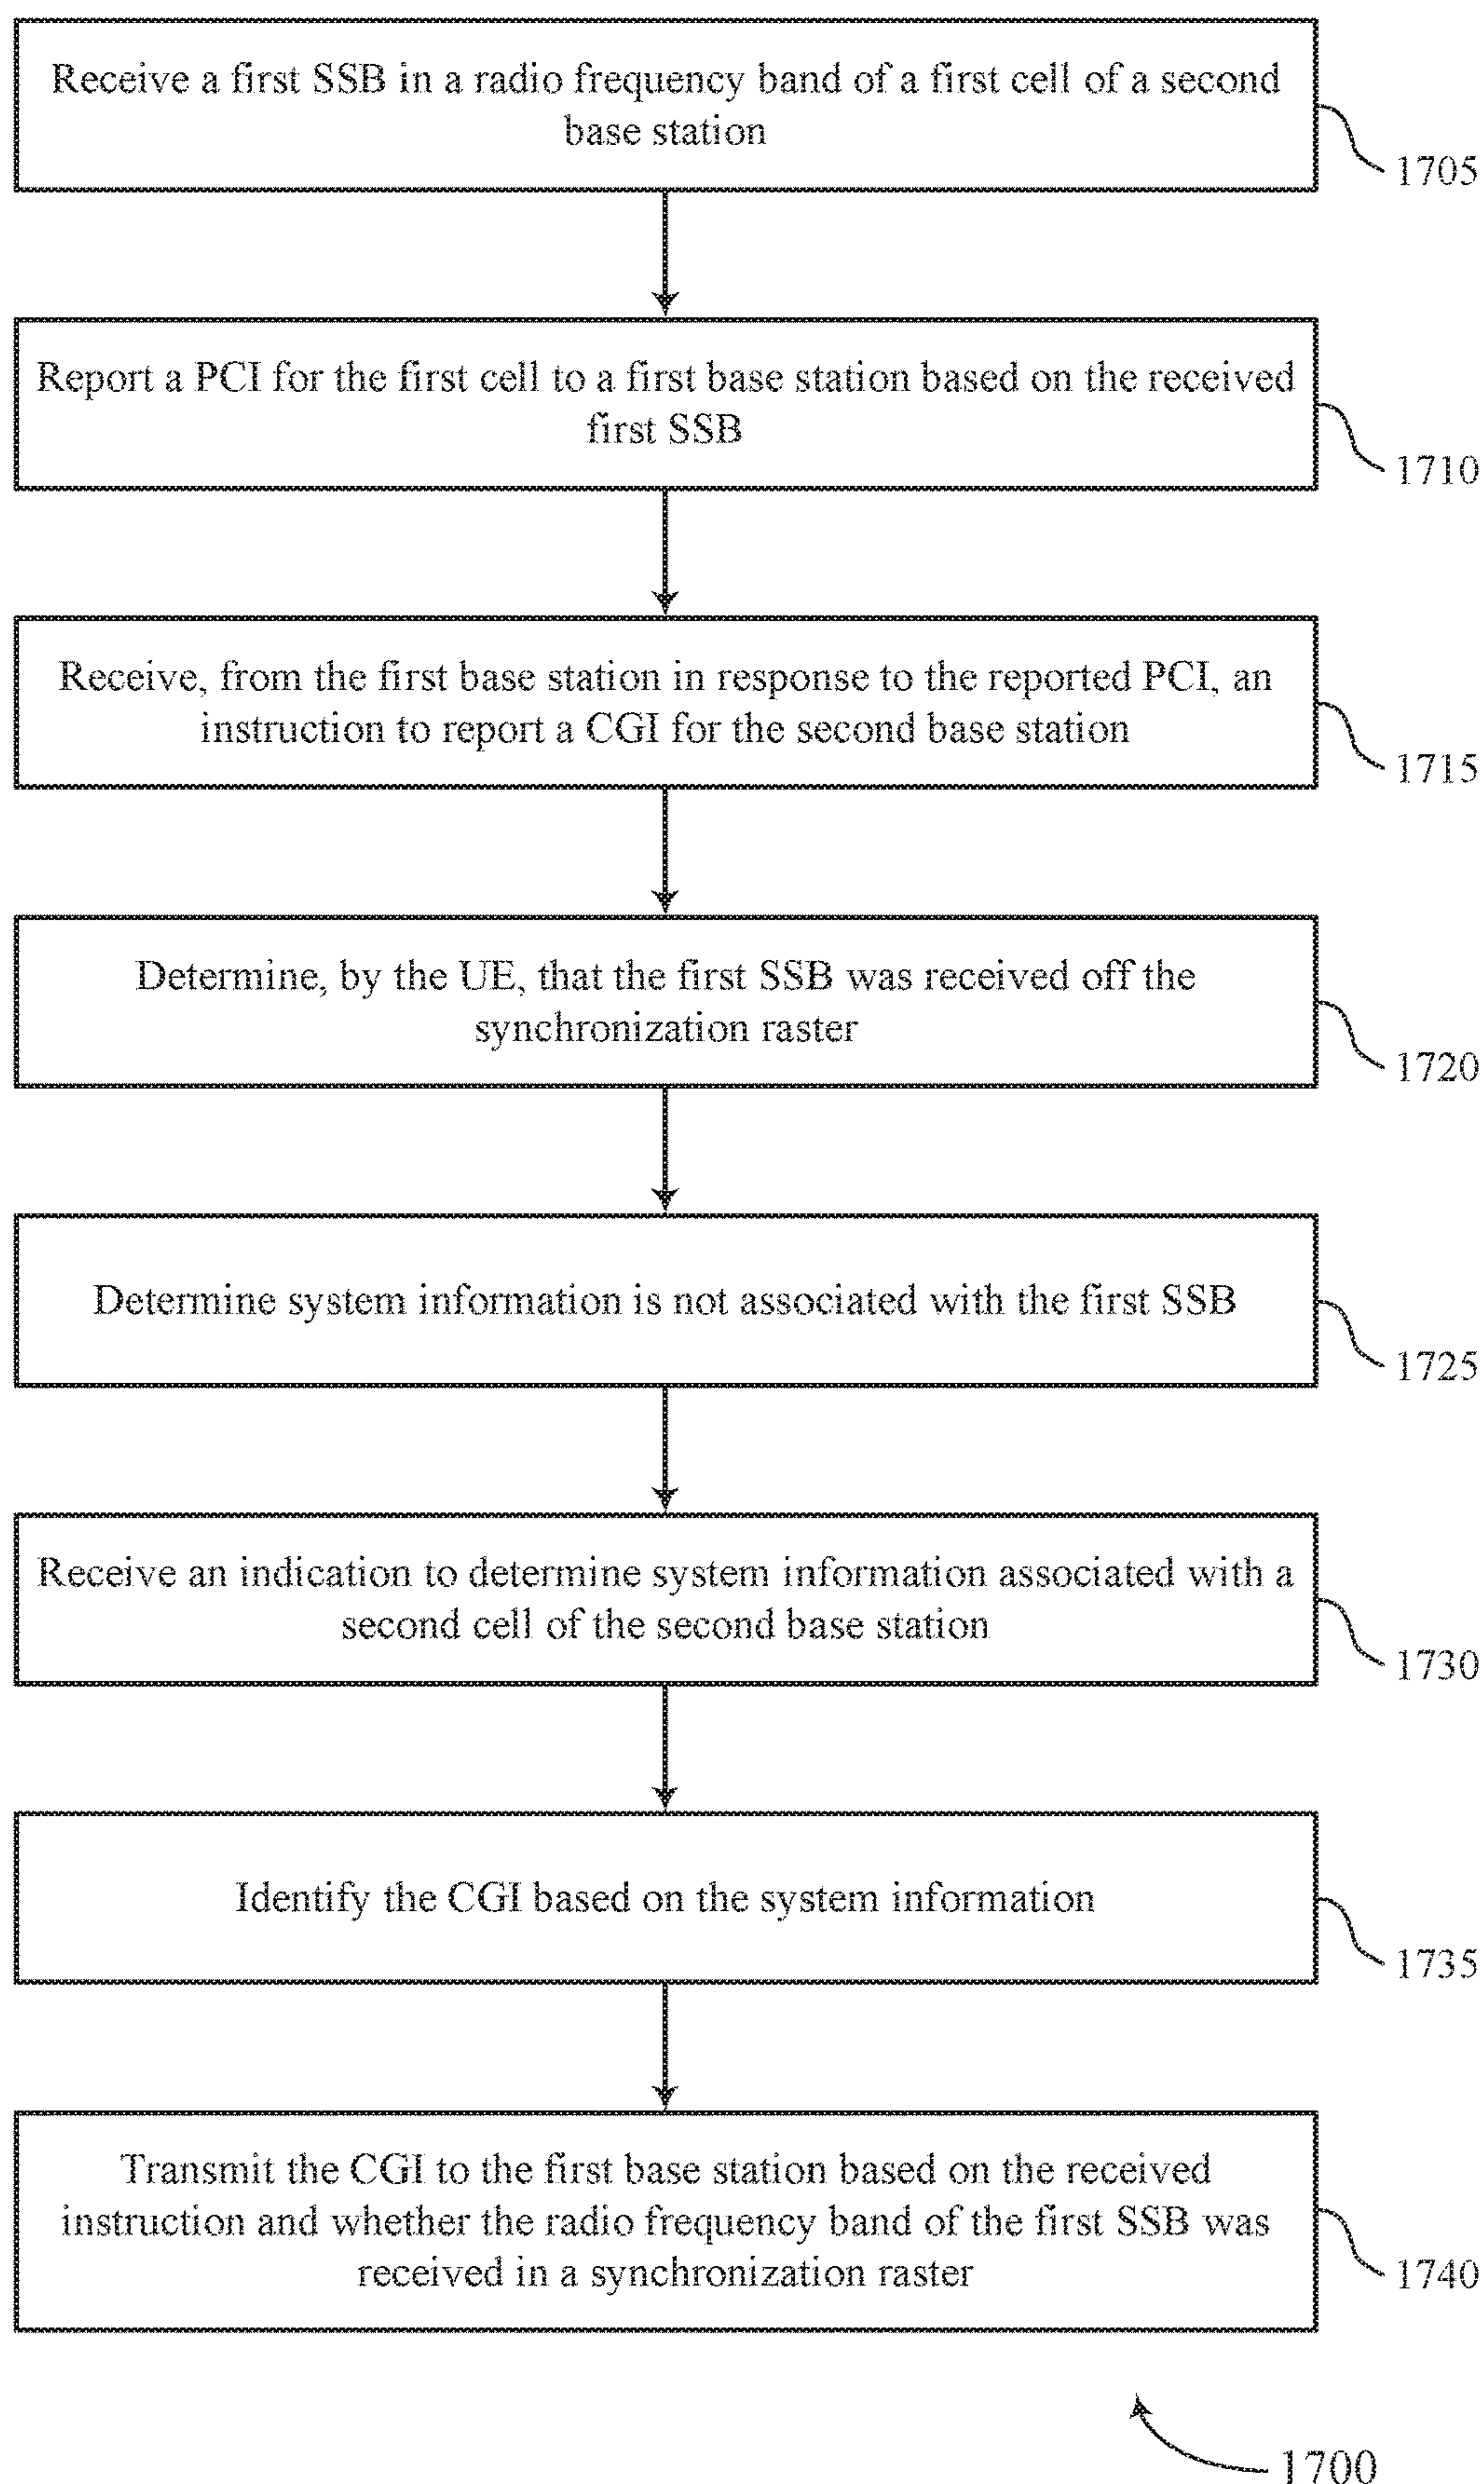 Receive a first SSB in a radio frequency band of a first cell of a second
base station
1705
Report a PCI for the first cell to a first base station based on the received
first SSB
1710
Receive, from the first base station in response to the reported PCI, an
instruction to report a CGI for the second base station
1715
Determine, by the UE, that the first SSB was received off the
synchronization raster
1720
Determine system information is not associated with the first SSB
1725
Receive an indication to determine system information associated with a
second cell of the second base station
1730
Identify the CGI based on the system information
1735
Transmit the CGI to the first base station based on the received
instruction and whether the radio frequency band of the first SSB was
received in a synchronization raster
1740
1700